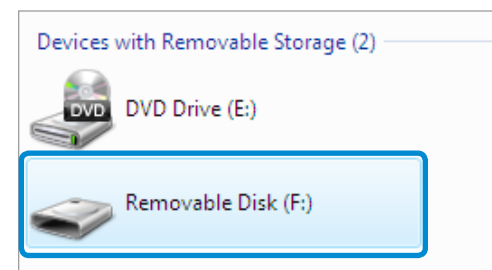 Devices with Removable Storage (2)
DVD
DVD Drive (E:)
Removable Disk (F:)